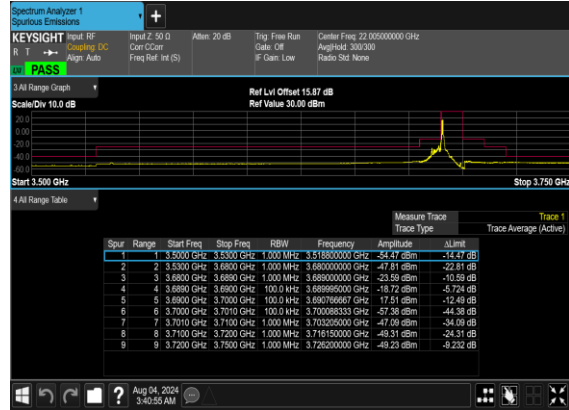 Spectrum Analyzer 1
Spurious Emissions
+
KEYSIGHT Input: RF Input Z: 50 Ω Atten: 20 dB Trig: Free Run Center Freq: 22.005000000 GHz
R T Coupling: DC Corr CCorr Gate: Off Avg|Hold: 300/300
Align: Auto Freq Ref: Int (S) IF Gain: Low Radio Std: None
LW PASS
3 All Range Graph
Ref Lvl Offset 15.87 dB
Scale/Div 10.0 dB Ref Value 30.00 dBm
20.0
0.00
-20.0
-40.0
-60.0
Start 3.500 GHz Stop 3.750 GHz
4 All Range Table
Measure Trace Trace 1
Trace Type Trace Average (Active)
Spur Range Start Freq Stop Freq RBW Frequency Amplitude ΔLimit
1 1 3.5000 GHz 3.5300 GHz 1.000 MHz 3.518800000 GHz -54.47 dBm -14.47 dB
2 2 3.5300 GHz 3.6800 GHz 1.000 MHz 3.680000000 GHz -47.81 dBm -22.81 dB
3 3 3.6800 GHz 3.6890 GHz 1.000 MHz 3.689000000 GHz -23.59 dBm -10.59 dB
4 4 3.6890 GHz 3.6900 GHz 100.0 kHz 3.689995000 GHz -18.72 dBm -5.724 dB
5 5 3.6900 GHz 3.7000 GHz 100.0 kHz 3.690766667 GHz 17.51 dBm -12.49 dB
6 6 3.7000 GHz 3.7010 GHz 100.0 kHz 3.700088333 GHz -57.38 dBm -44.38 dB
7 7 3.7010 GHz 3.7100 GHz 1.000 MHz 3.703205000 GHz -47.09 dBm -34.09 dB
8 8 3.7100 GHz 3.7200 GHz 1.000 MHz 3.716150000 GHz -49.31 dBm -24.31 dB
9 9 3.7200 GHz 3.7500 GHz 1.000 MHz 3.726200000 GHz -49.23 dBm -9.232 dB
? Aug 04, 2024
3:40:55 AM